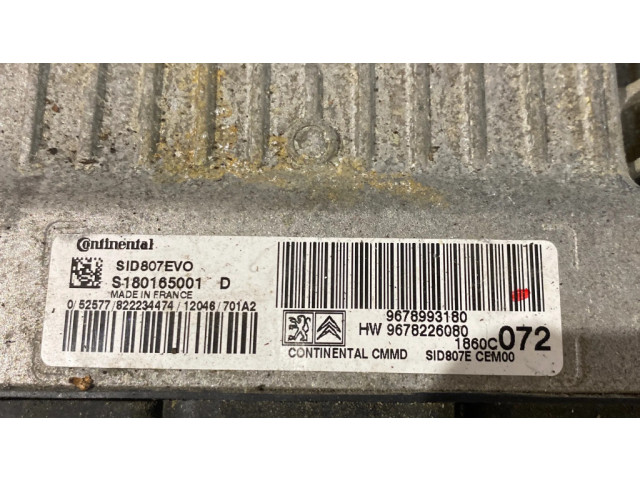 Continental
SID807EVO
S180165001 D
MADE IN FRANCE
0/52577/822234474/12046/701A2
9678993180
HW 9678226080
1860C072
CONTINENTAL CMMD SID807E CEM00